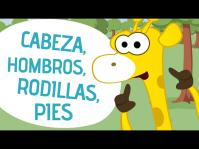 CABEZA,
HOMBROS,
RODILLAS,
PIES